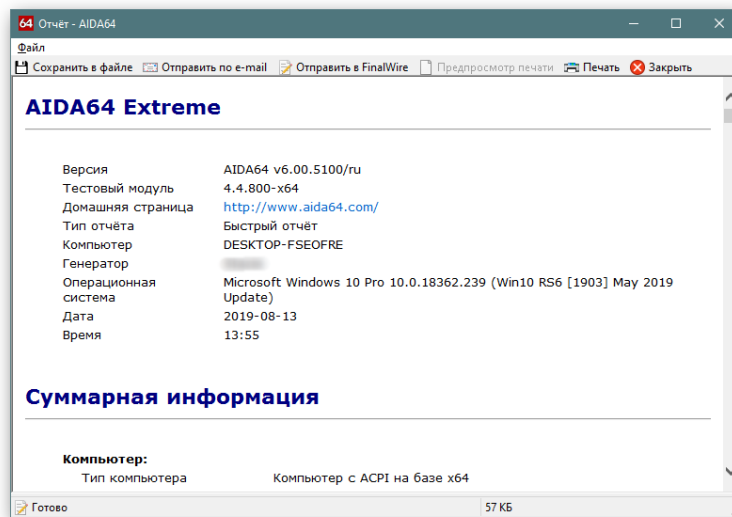 64 Отчёт - AIDA64
Файл
Сохранить в файле Отправить по e-mail Отправить в FinalWire Предпросмотр печати Печать Закрыть
AIDA64 Extreme
Версия AIDA64 v6.00.5100/ru
Тестовый модуль 4.4.800-x64
Домашняя страница http://www.aida64.com/
Тип отчёта Быстрый отчёт
Компьютер DESKTOP-FSEOFRE
Генератор
Операционная система Microsoft Windows 10 Pro 10.0.18362.239 (Win10 RS6 [1903] May 2019
Update)
Дата 2019-08-13
Время 13:55
Суммарная информация
Компьютер:
Тип компьютера Компьютер с ACPI на базе x64
Готово 57 КБ